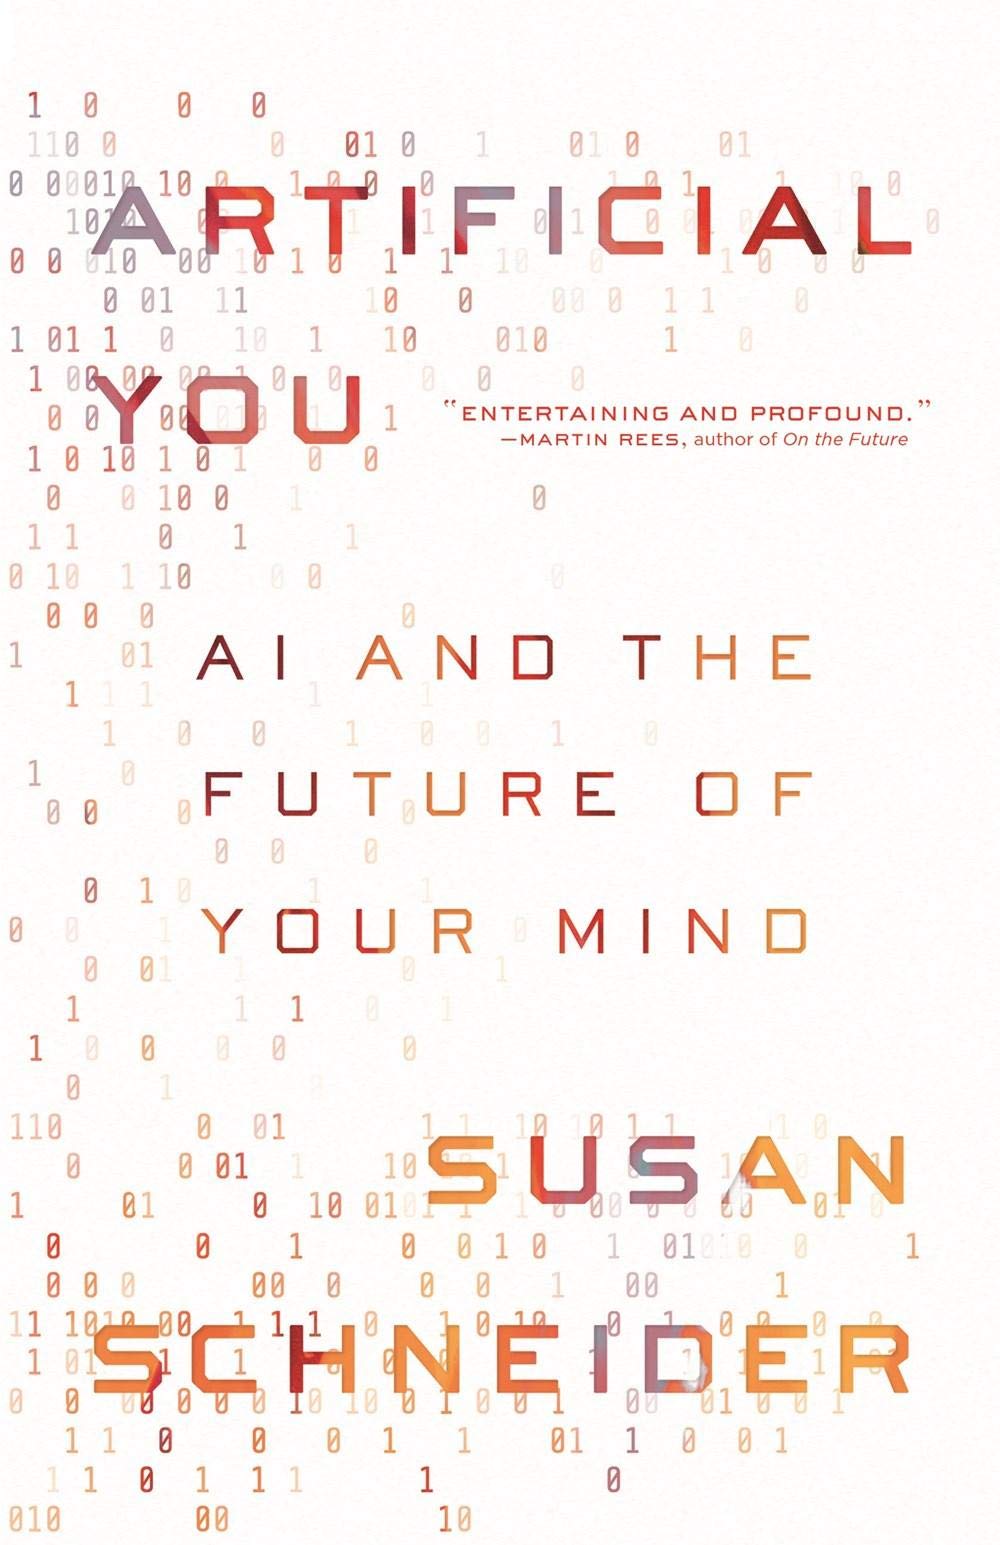 ARTIFICIAL
YOU
“ENTERTAINING AND PROFOUND.”
—MARTIN REES, author of On the Future
AI AND THE
FUTURE OF
YOUR MIND
SUSAN
SCHNEIDER